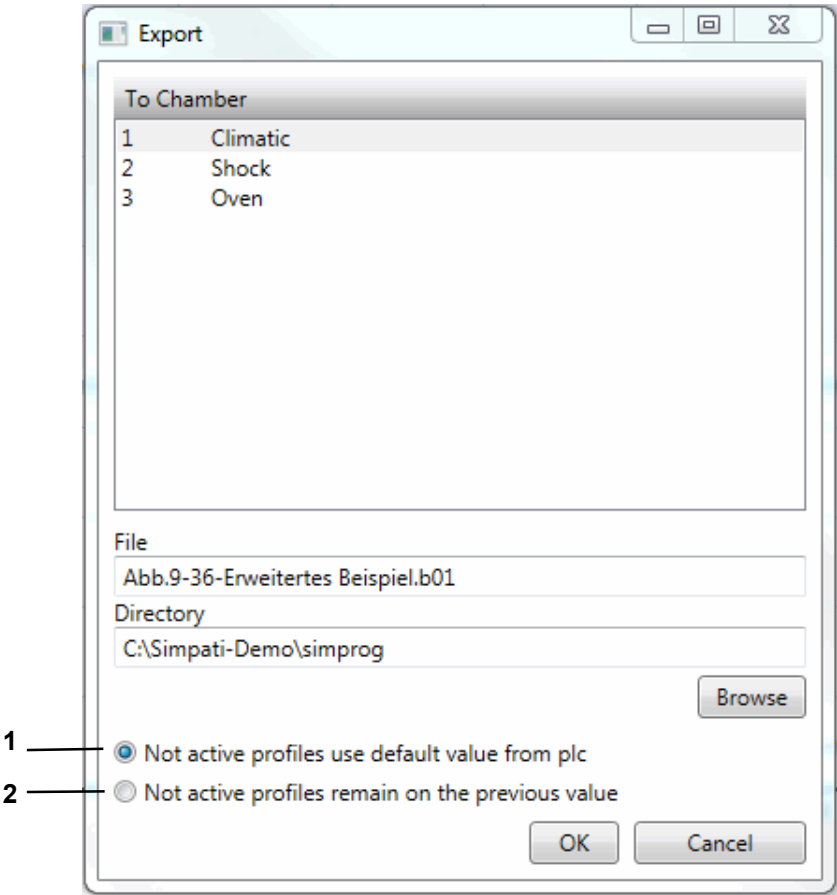 Export
To Chamber
1 Climatic
2 Shock
3 Oven
File
Abb.9-36-Erweitertes Beispiel.b01
Directory
C:\Simpati-Demo\simprog
Browse
1 Not active profiles use default value from plc
2 Not active profiles remain on the previous value
OK Cancel